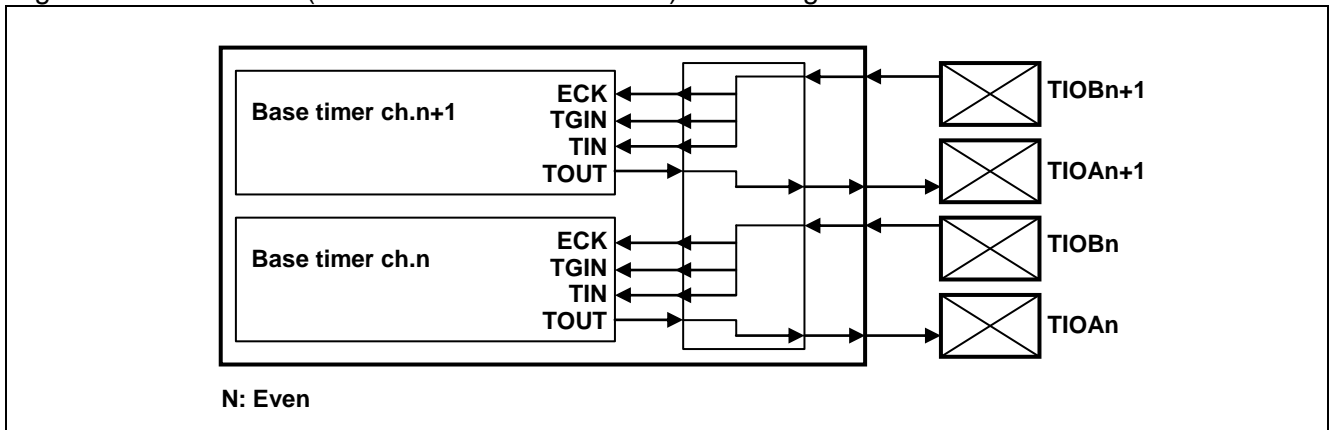 Base timer ch.n+1
ECK
TGIN
TIN
TOUT
TIOBn+1
TIOAn+1
Base timer ch.n
ECK
TGIN
TIN
TOUT
TIOBn
TIOAn
N: Even